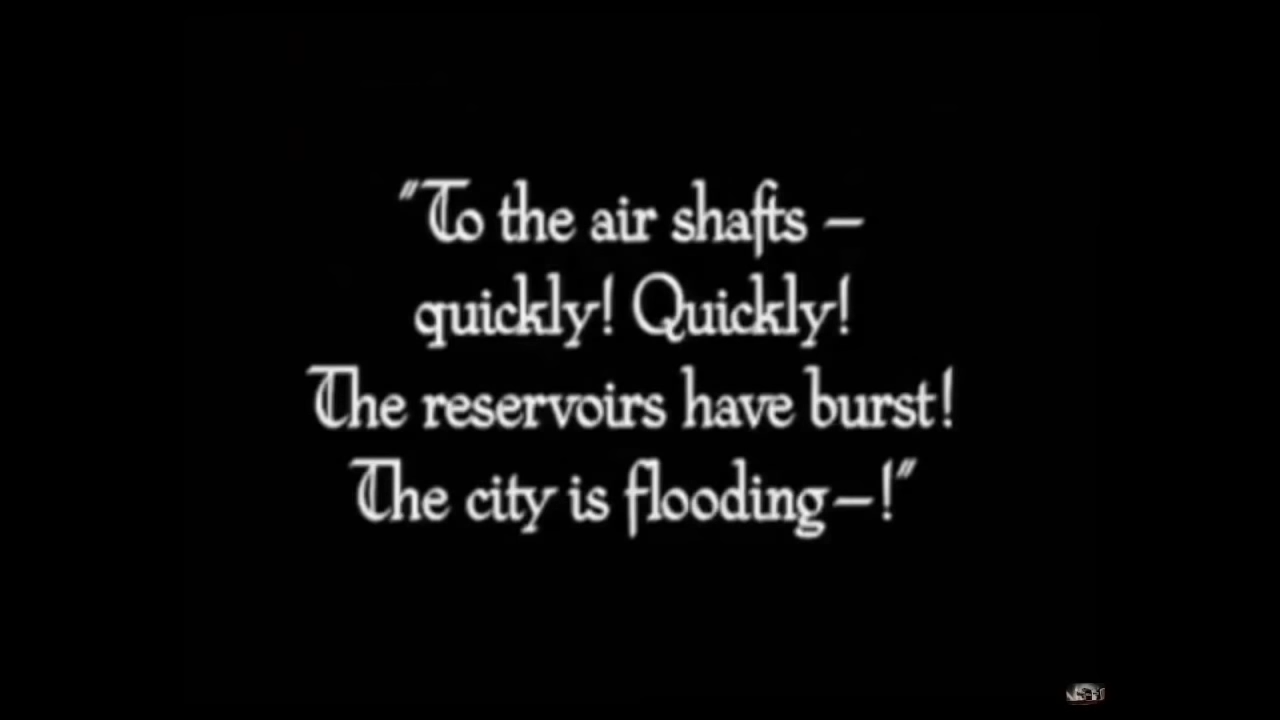 "To the air shafts –
quickly! Quickly!
The reservoirs have burst!
The city is flooding–!"